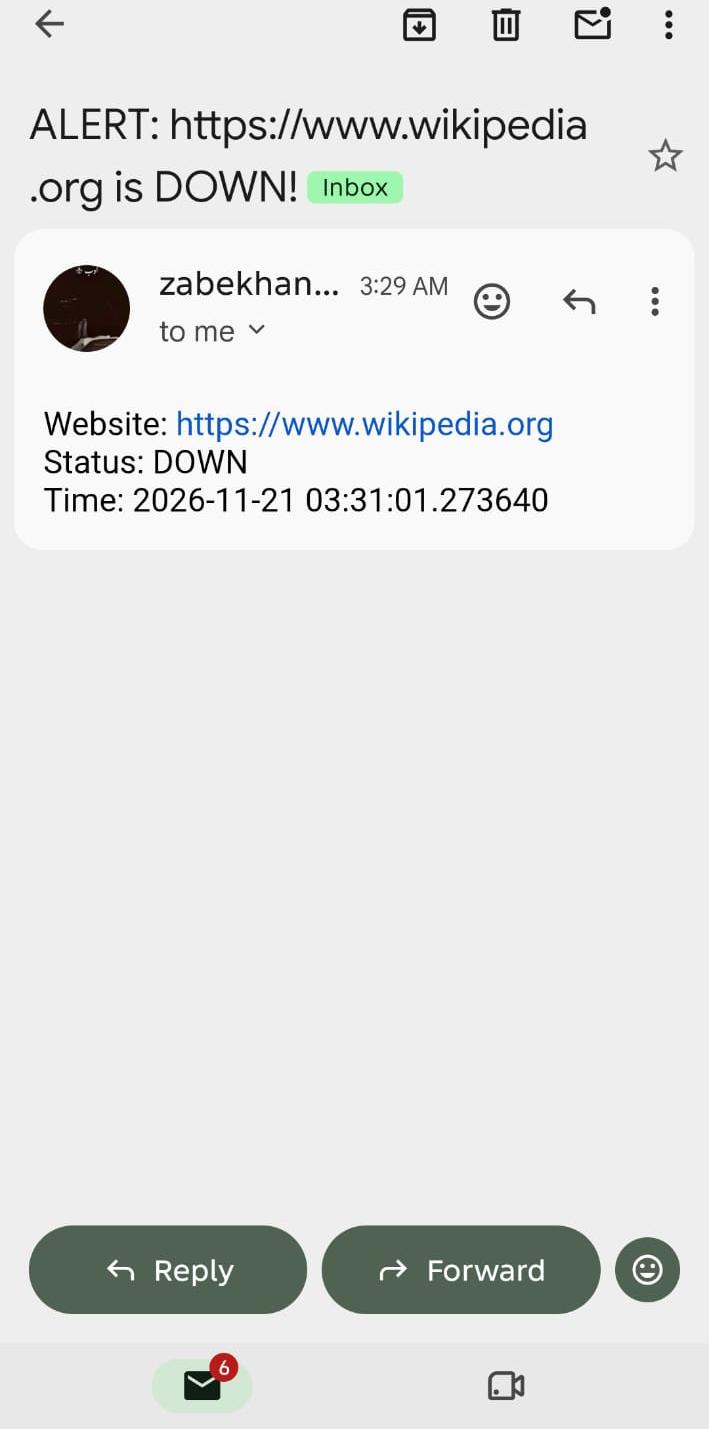 ALERT: https://www.wikipedia
.org is DOWN! Inbox
zabekhan... 3:29 AM
to me
Website: https://www.wikipedia.org
Status: DOWN
Time: 2026-11-21 03:31:01.273640
Reply Forward
6